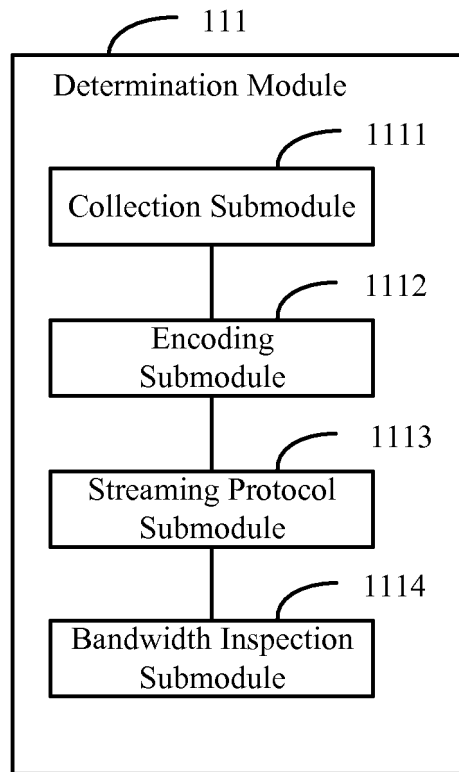 111
Determination Module
1111
Collection Submodule
1112
Encoding
Submodule
1113
Streaming Protocol
Submodule
1114
Bandwidth Inspection
Submodule